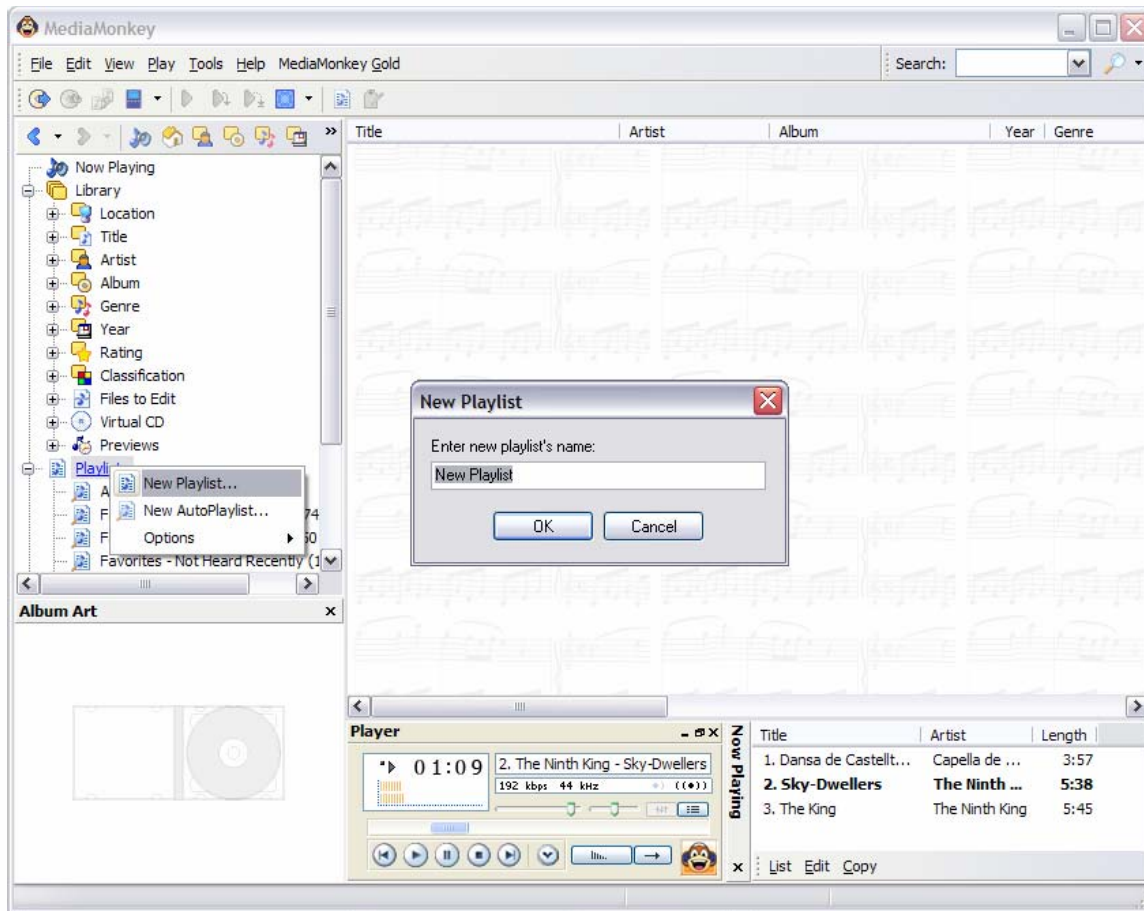 MediaMonkey
File Edit View Play Tools Help MediaMonkey Gold
Search:
Title Artist Album Year Genre
Now Playing
Library
Location
Title
Artist
Album
Genre
Year
Rating
Classification
Files to Edit
Virtual CD
Previews
New Playlist...
New AutoPlaylist...
Options
74
50
Favorites - Not Heard Recently (1
New Playlist
Enter new playlist's name:
New Playlist
OK Cancel
Album Art
Player
01:09
2. The Ninth King - Sky-Dwellers
192 kbps 44 kHz
Now Playing
Title Artist Length
1. Dansa de Castellt... Capella de ... 3:57
2. Sky-Dwellers The Ninth ... 5:38
3. The King The Ninth King 5:45
List Edit Copy